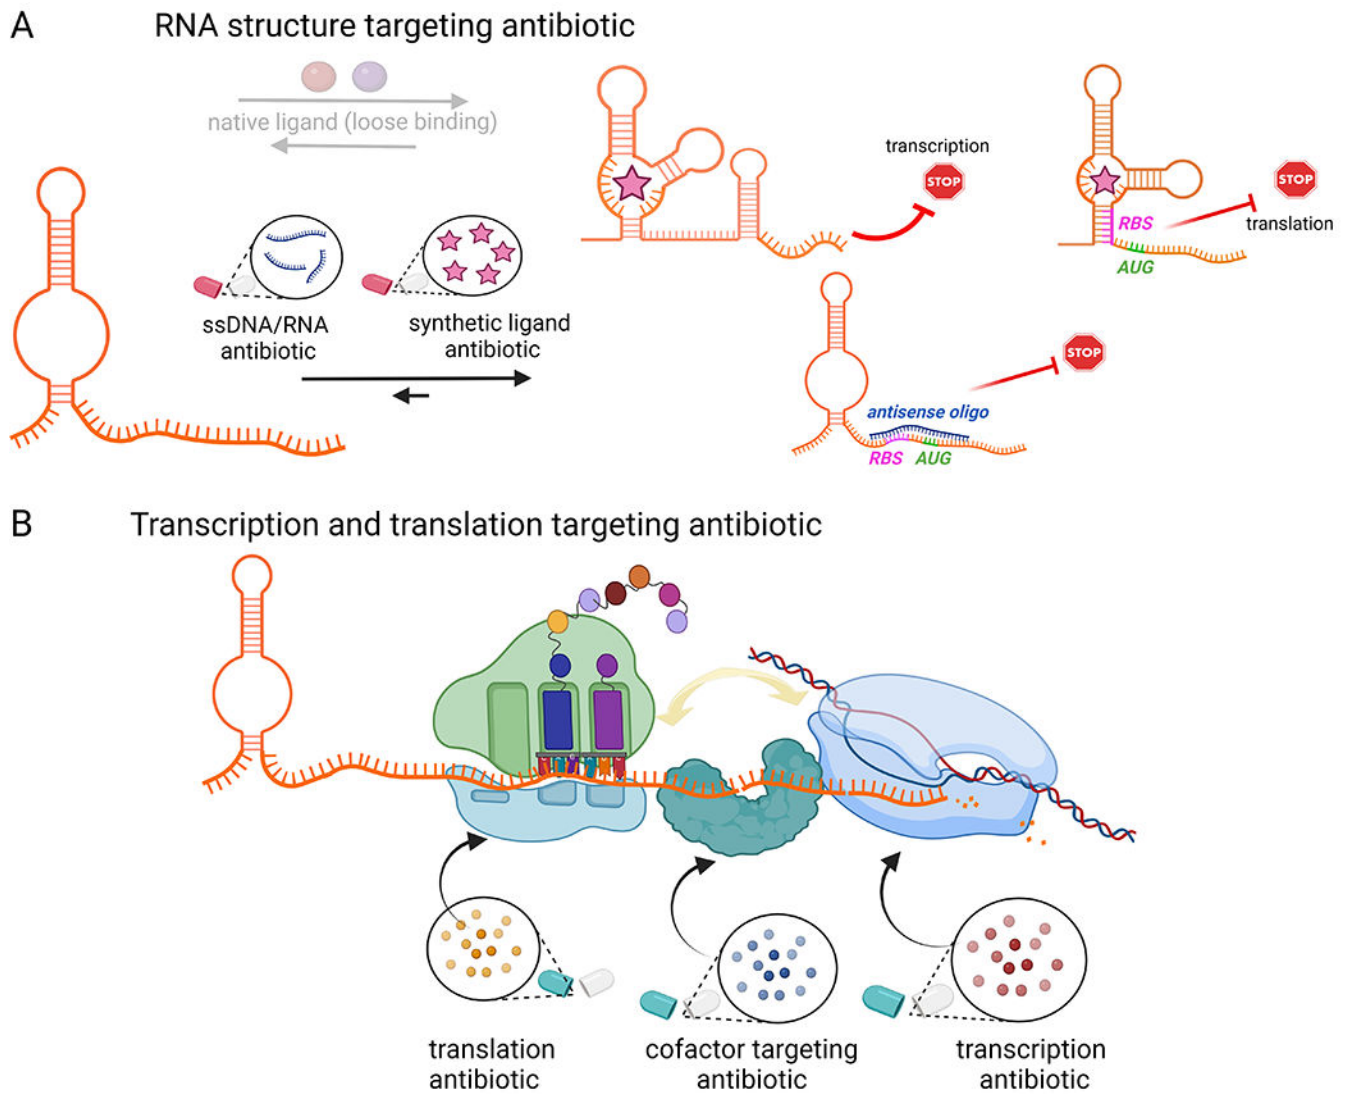 A
RNA structure targeting antibiotic
native ligand (loose binding)
ssDNA/RNA
antibiotic
synthetic ligand
antibiotic
transcription
STOP
STOP
RBS
translation
AUG
STOP
antisense oligo
RBS AUG
B
Transcription and translation targeting antibiotic
translation
antibiotic
cofactor targeting
antibiotic
transcription
antibiotic